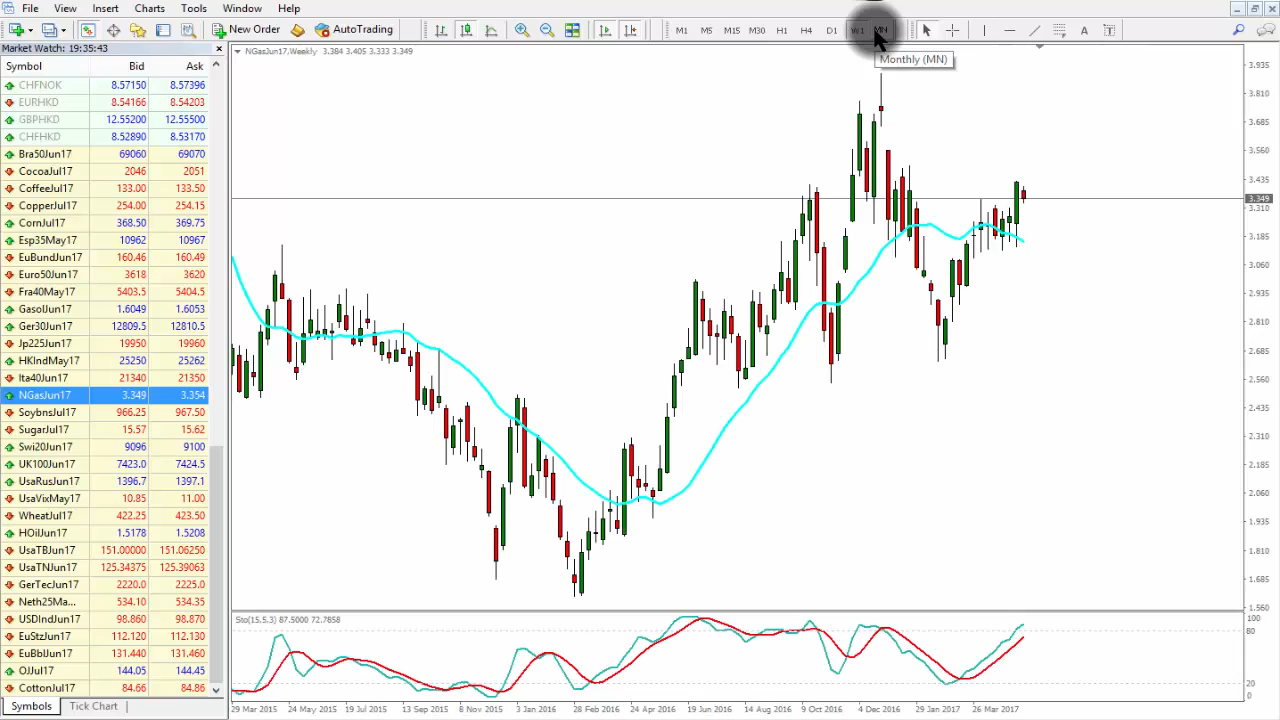 File View Insert Charts Tools Window Help
New Order AutoTrading M1 M5 M15 M30 H1 H4 D1 W1 MN A T
Market Watch: 19:35:43
NGasJun17,Weekly 3.384 3.405 3.333 3.349
Monthly (MN)
Symbol Bid Ask
CHFNOK 8.57150 8.57396
EURHKD 8.54166 8.54203
GBPHKD 12.55200 12.55500
CHFHKD 8.52890 8.53170
Bra50Jun17 69060 69070
CocoaJul17 2046 2051
CoffeeJul17 133.00 133.50
CopperJul17 254.00 254.15
CornJul17 368.50 369.75
Esp35May17 10962 10967
EuBundJun17 160.46 160.49
Euro50Jun17 3618 3620
Fra40May17 5403.5 5404.5
GasolJun17 1.6049 1.6053
Ger30Jun17 12809.5 12810.5
Jp225Jun17 19950 19960
HKIndMay17 25250 25262
Ita40Jun17 21340 21350
NGasJun17 3.349 3.354
SoybnsJul17 966.25 967.50
SugarJul17 15.57 15.62
Swi20Jun17 9096 9100
UK100Jun17 7423.0 7424.5
UsaRusJun17 1396.7 1397.1
UsaVixMay17 10.85 11.00
WheatJul17 422.25 423.50
HOilJun17 1.5178 1.5208
UsaTBJun17 151.00000 151.06250
UsaTNJun17 125.34375 125.39063
GerTecJun17 2220.0 2225.0
Neth25Ma... 534.10 534.35
USDIndJun17 98.860 98.870
EuStzJun17 112.120 112.130
EuBblJun17 131.440 131.460
OJJul17 144.05 144.45
CottonJul17 84.66 84.86
Symbols Tick Chart
3.935
3.810
3.685
3.560
3.435
3.349
3.310
3.185
3.060
2.935
2.810
2.685
2.560
2.435
2.310
2.185
2.060
1.935
1.810
1.685
1.560
Sto(15,5,3) 87.5000 72.7858
100
80
20
0
29 Mar 2015 24 May 2015 19 Jul 2015 13 Sep 2015 8 Nov 2015 3 Jan 2016 28 Feb 2016 24 Apr 2016 19 Jun 2016 14 Aug 2016 9 Oct 2016 4 Dec 2016 29 Jan 2017 26 Mar 2017